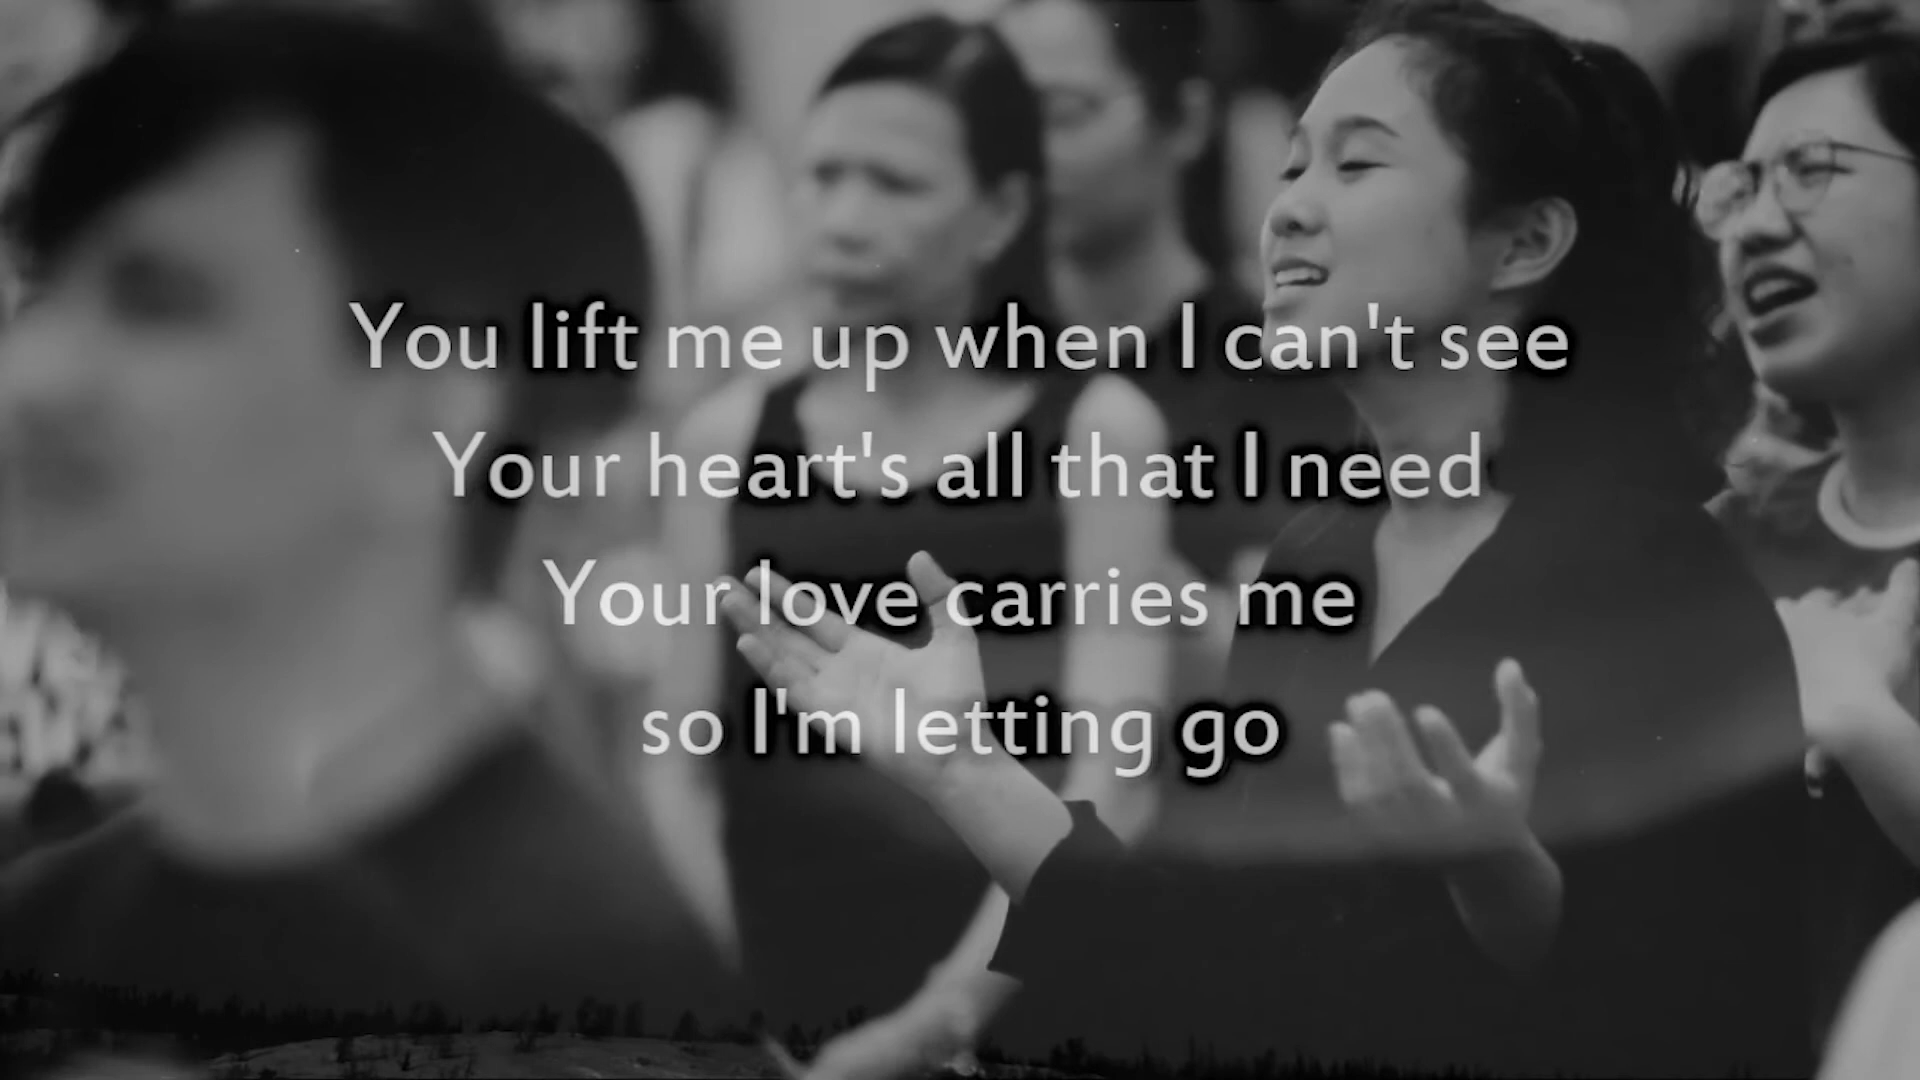 You lift me up when I can't see
Your heart's all that I need
Your love carries me
so I'm letting go